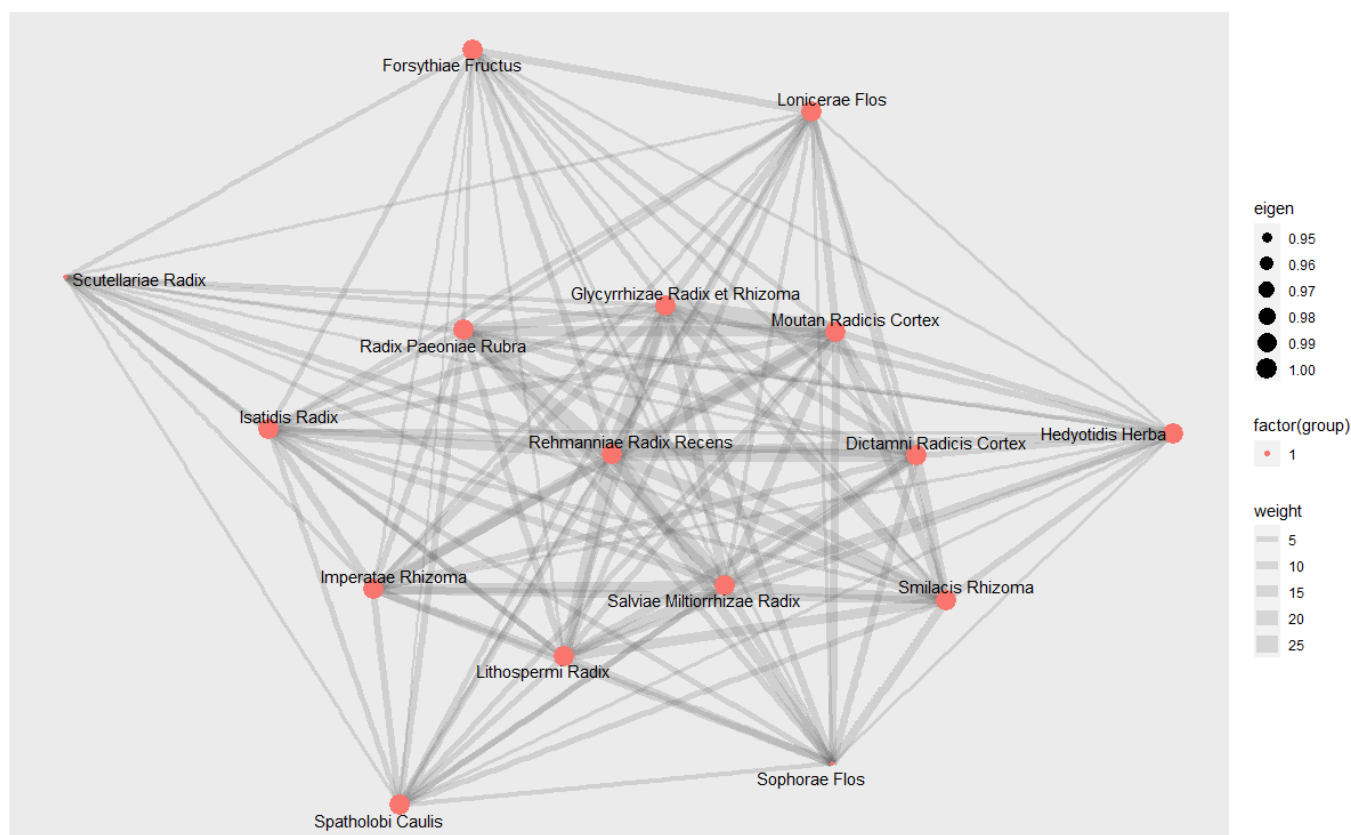 Forsythiae Fructus
Lonicerae Flos
Scutellariae Radix
Glycyrrhizae Radix et Rhizoma
Moutan Radicis Cortex
Radix Paeoniae Rubra
Isatidis Radix
Rehmanniae Radix Recens
Dictamni Radicis Cortex
Hedyotidis Herba
Imperatae Rhizoma
Salviae Miltiorrhizae Radix
Smilacis Rhizoma
Lithospermi Radix
Sophorae Flos
Spatholobi Caulis
eigen
0.95
0.96
0.97
0.98
0.99
1.00
factor(group)
1
weight
5
10
15
20
25